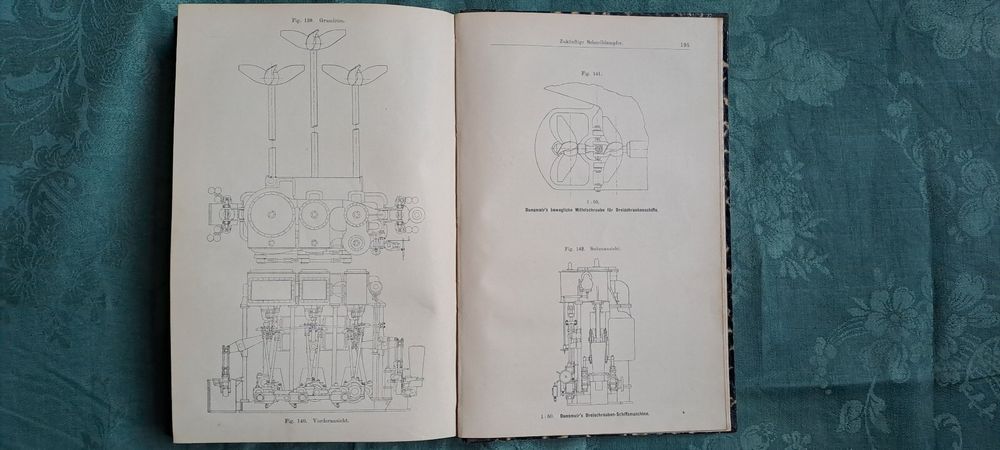 Fig. 139. Grundriss.
Fig. 140. Vorderansicht.
Zukünftige Schnelldampfer.
195
Fig. 141.
1 : 50.
Dunsmuir's bewegliche Mittelschraube für Dreischraubenschiffe.
Fig. 142. Seitenansicht.
1 : 50. Dunsmuir's Dreischrauben-Schiffsmaschine.